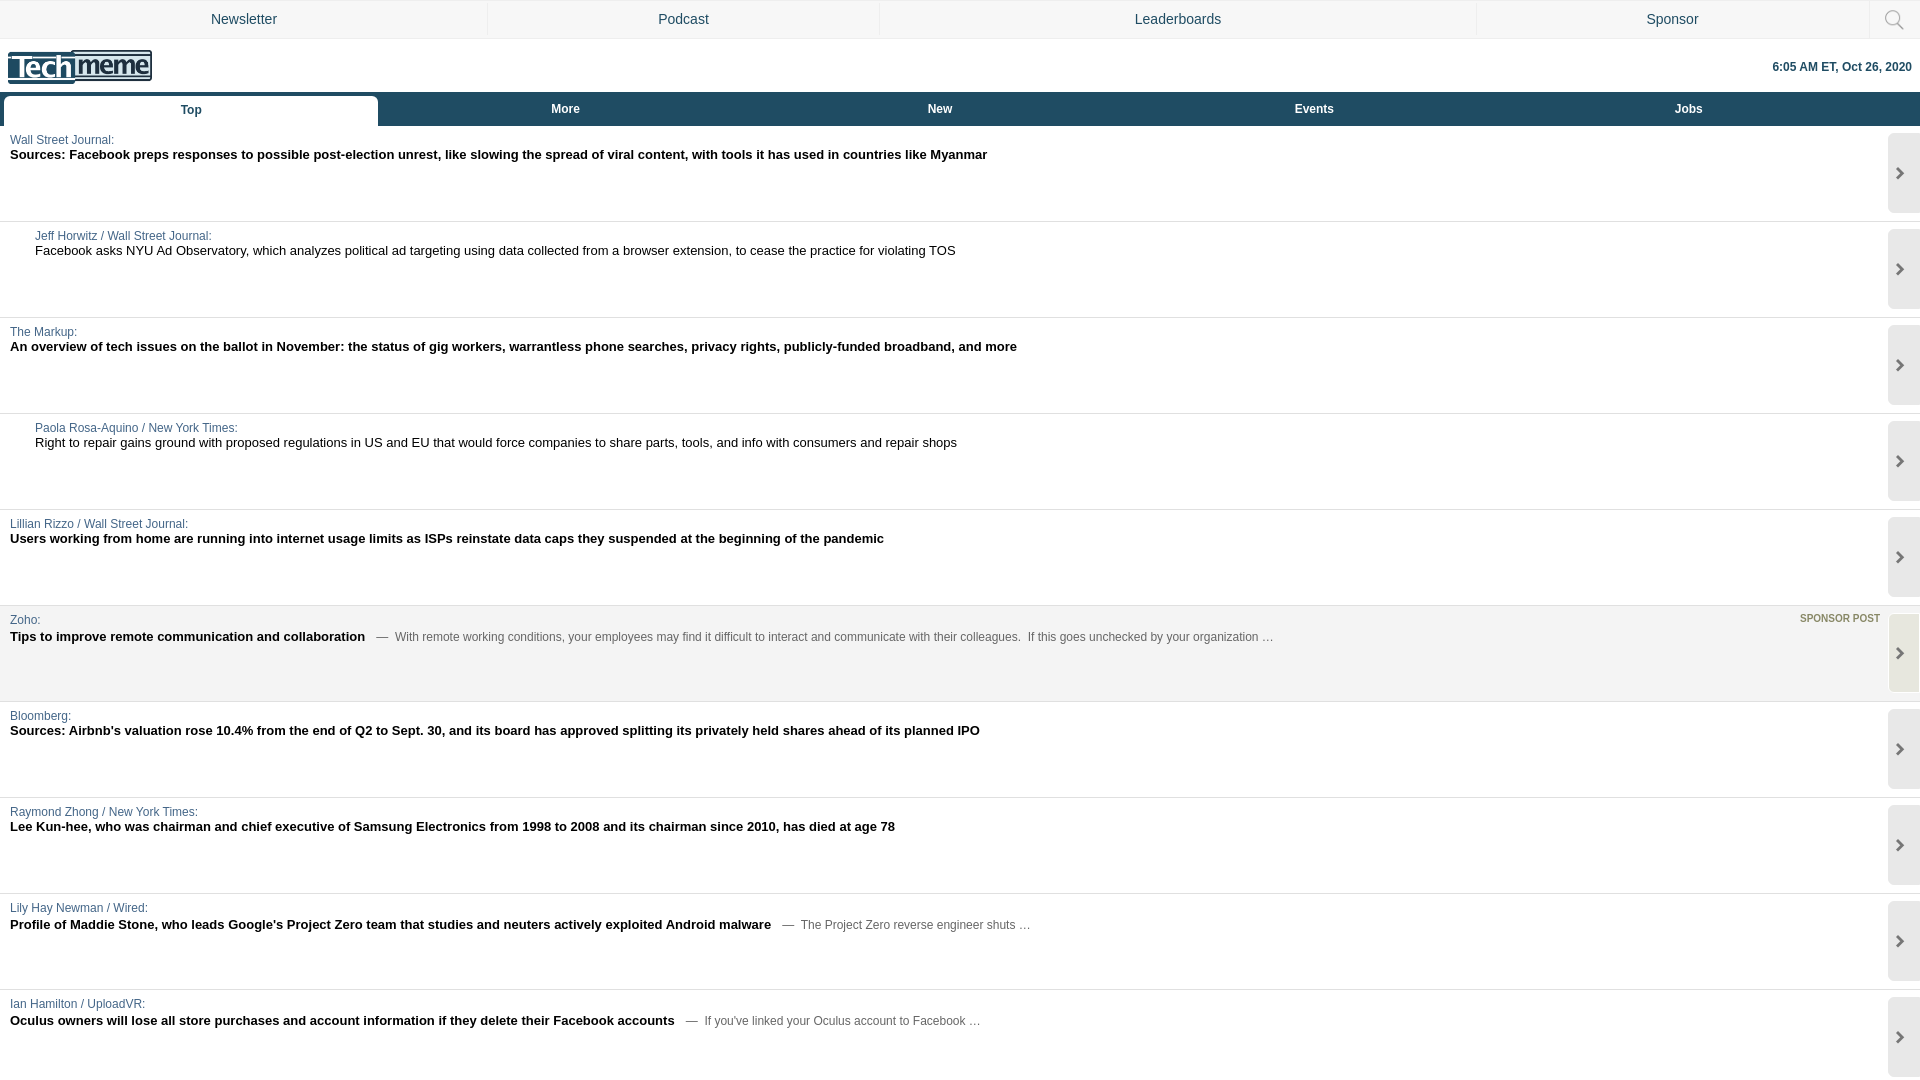 Newsletter
Podcast
Leaderboards
Sponsor
Techmeme
6:05 AM ET, Oct 26, 2020
Top
More
New
Events
Jobs
Wall Street Journal:
Sources: Facebook preps responses to possible post-election unrest, like slowing the spread of viral content, with tools it has used in countries like Myanmar
Jeff Horwitz / Wall Street Journal:
Facebook asks NYU Ad Observatory, which analyzes political ad targeting using data collected from a browser extension, to cease the practice for violating TOS
The Markup:
An overview of tech issues on the ballot in November: the status of gig workers, warrantless phone searches, privacy rights, publicly-funded broadband, and more
Paola Rosa-Aquino / New York Times:
Right to repair gains ground with proposed regulations in US and EU that would force companies to share parts, tools, and info with consumers and repair shops
Lillian Rizzo / Wall Street Journal:
Users working from home are running into internet usage limits as ISPs reinstate data caps they suspended at the beginning of the pandemic
Zoho:
SPONSOR POST
Tips to improve remote communication and collaboration — With remote working conditions, your employees may find it difficult to interact and communicate with their colleagues. If this goes unchecked by your organization …
Bloomberg:
Sources: Airbnb's valuation rose 10.4% from the end of Q2 to Sept. 30, and its board has approved splitting its privately held shares ahead of its planned IPO
Raymond Zhong / New York Times:
Lee Kun-hee, who was chairman and chief executive of Samsung Electronics from 1998 to 2008 and its chairman since 2010, has died at age 78
Lily Hay Newman / Wired:
Profile of Maddie Stone, who leads Google's Project Zero team that studies and neuters actively exploited Android malware — The Project Zero reverse engineer shuts …
Ian Hamilton / UploadVR:
Oculus owners will lose all store purchases and account information if they delete their Facebook accounts — If you've linked your Oculus account to Facebook …